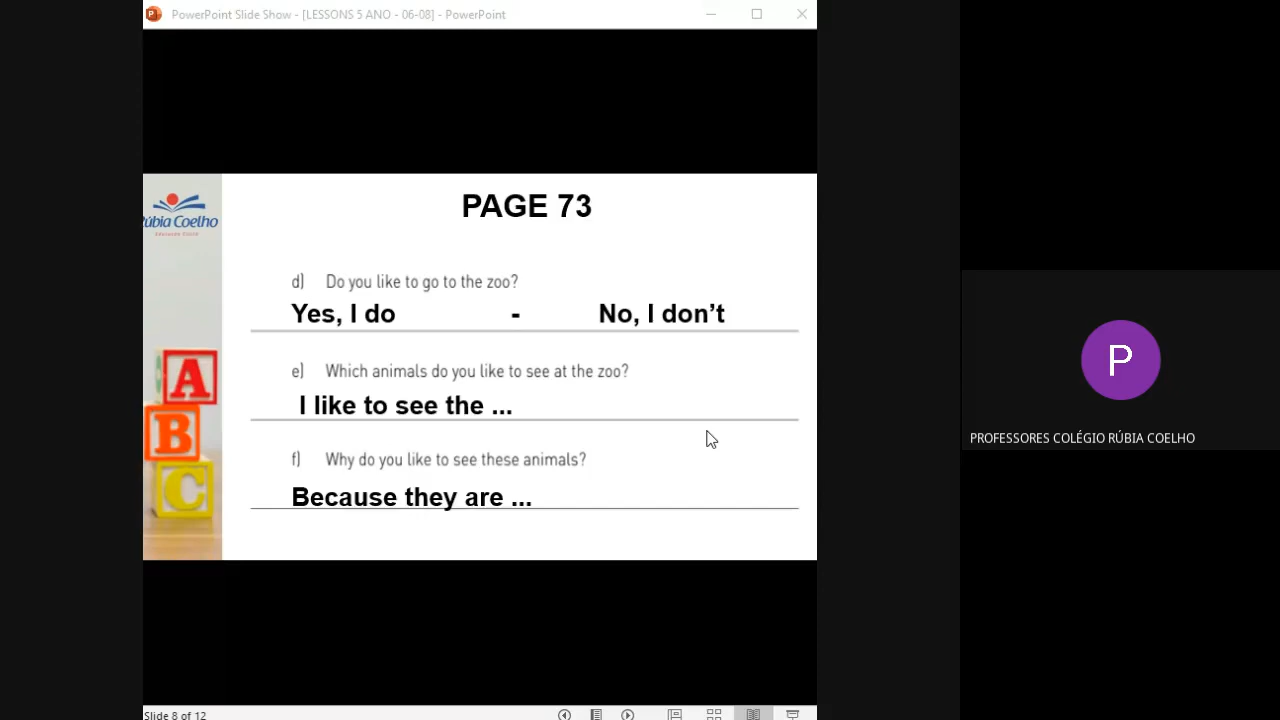 PowerPoint Slide Show - [LESSONS 5 ANO - 06-08] - PowerPoint
PAGE 73
Rúbia Coelho
d) Do you like to go to the zoo?
Yes, I do - No, I don't
e) Which animals do you like to see at the zoo?
I like to see the ...
f) Why do you like to see these animals?
Because they are ...
A
B
C
P
PROFESSORES COLÉGIO RÚBIA COELHO
Slide 8 of 12